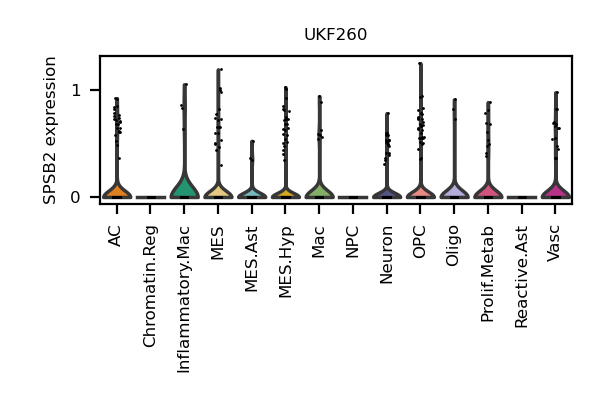 UKF260
SPSB2 expression
1
0
AC
Chromatin.Reg
Inflammatory.Mac
MES
MES.Ast
MES.Hyp
Mac
NPC
Neuron
OPC
Oligo
Prolif.Metab
Reactive.Ast
Vasc